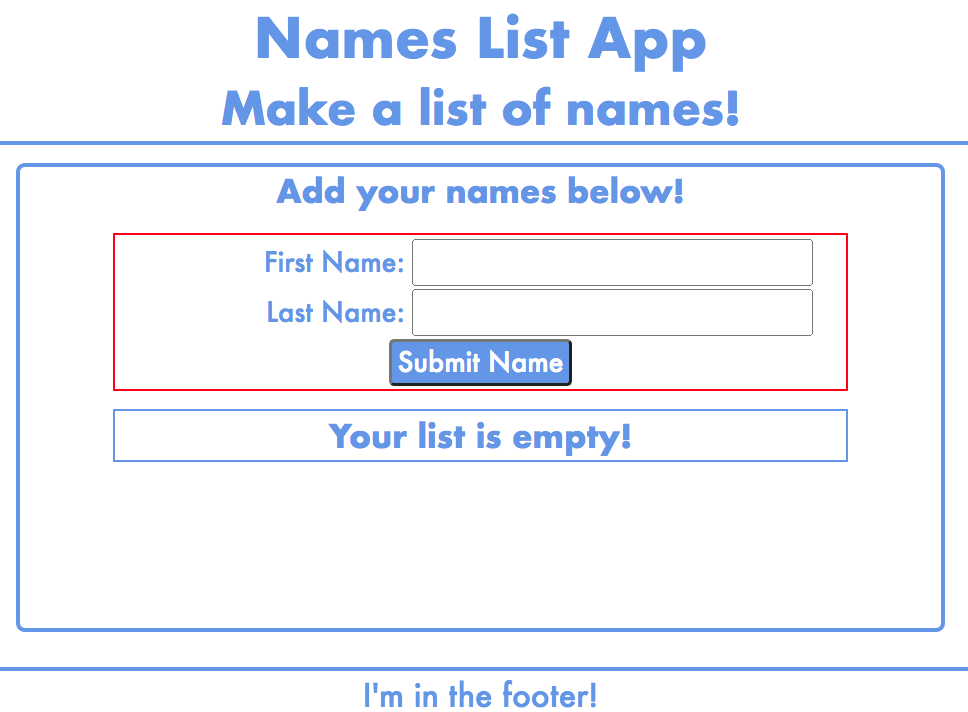 Names List App
Make a list of names!
Add your names below!
First Name:
Last Name:
Submit Name
Your list is empty!
I'm in the footer!